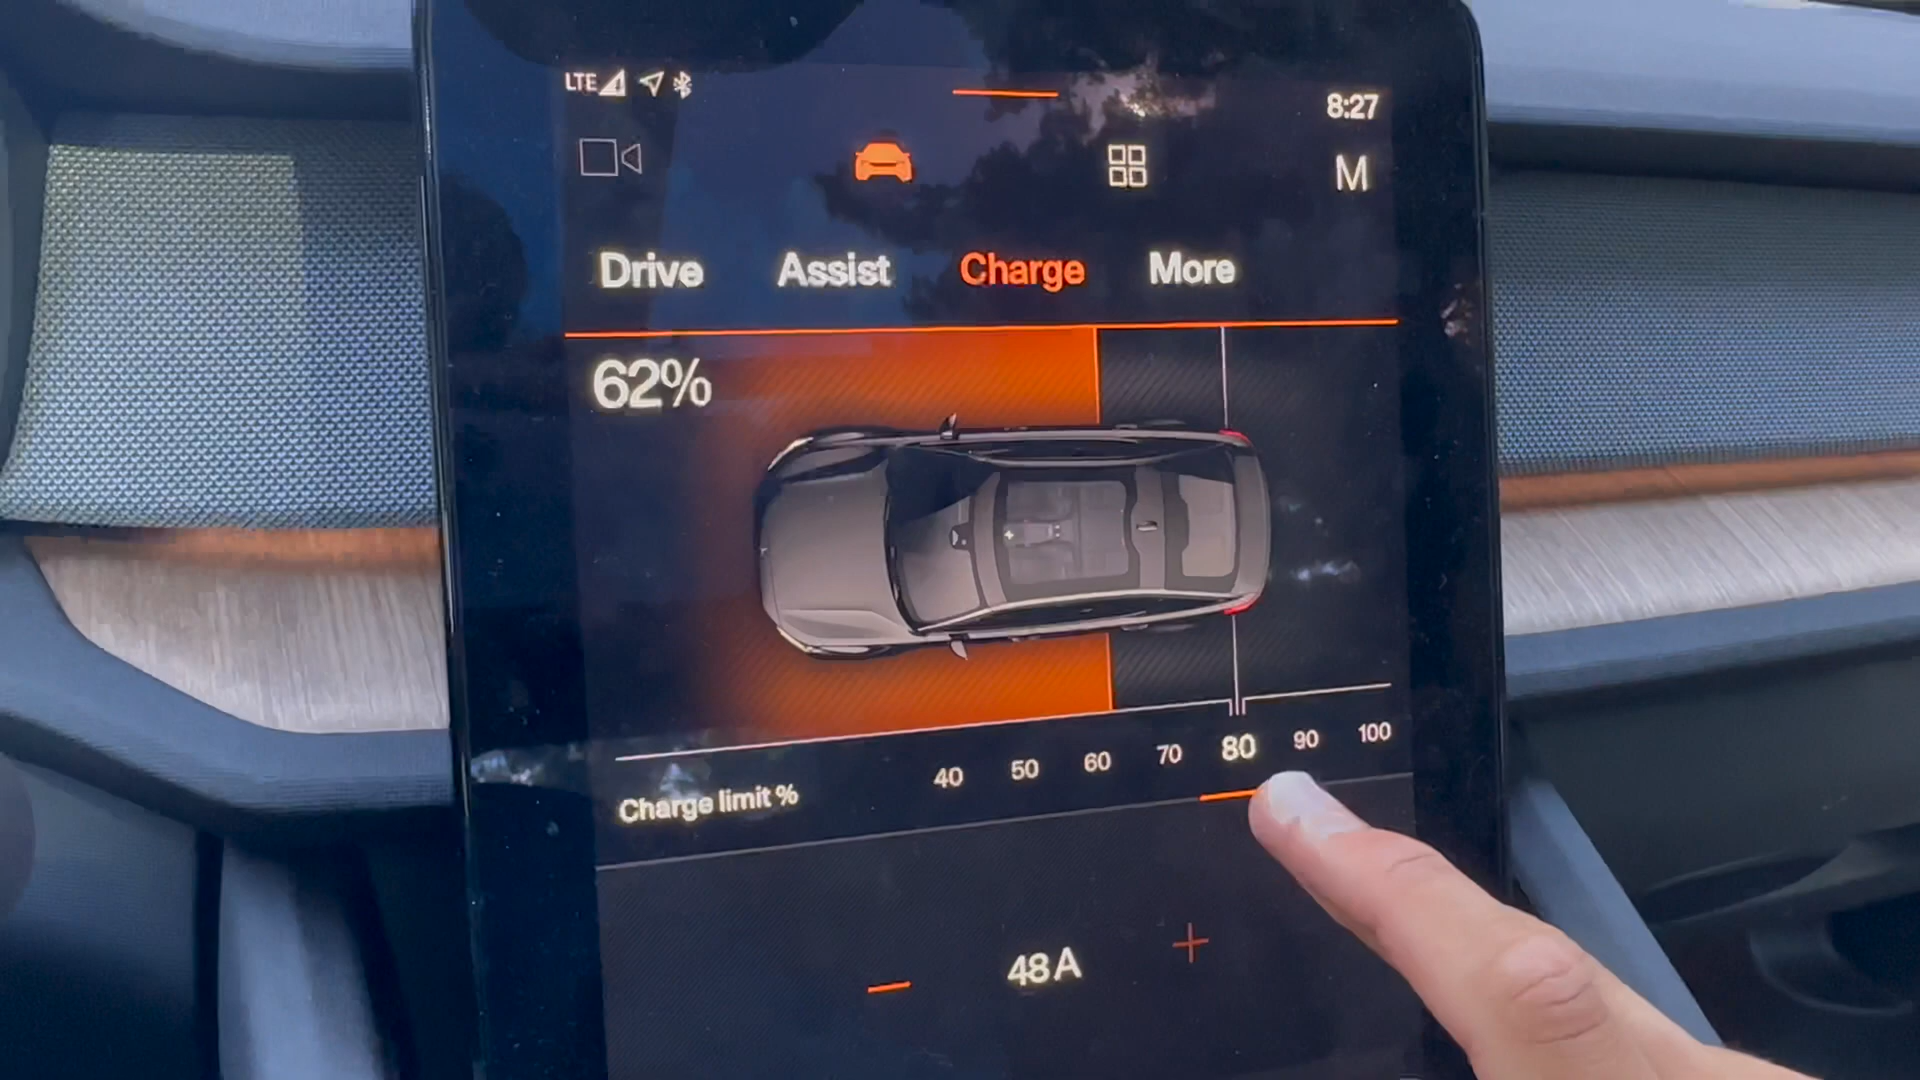 LTE
8:27
M
Drive Assist Charge More
62%
40 50 60 70 80 90 100
Charge limit %
48A